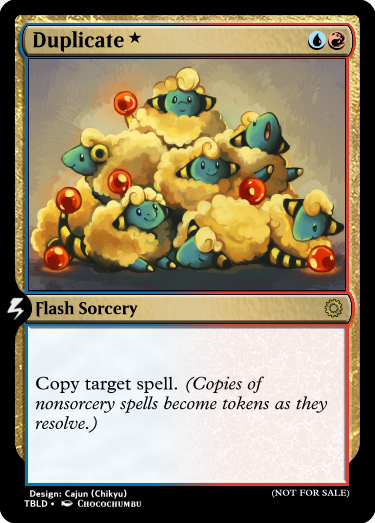 Duplicate ★
Flash Sorcery
Copy target spell. (Copies of
nonsorcery spells become tokens as they
resolve.)
Design: Cajun (Chikyu)
(NOT FOR SALE)
TBLD • Chocochumbu